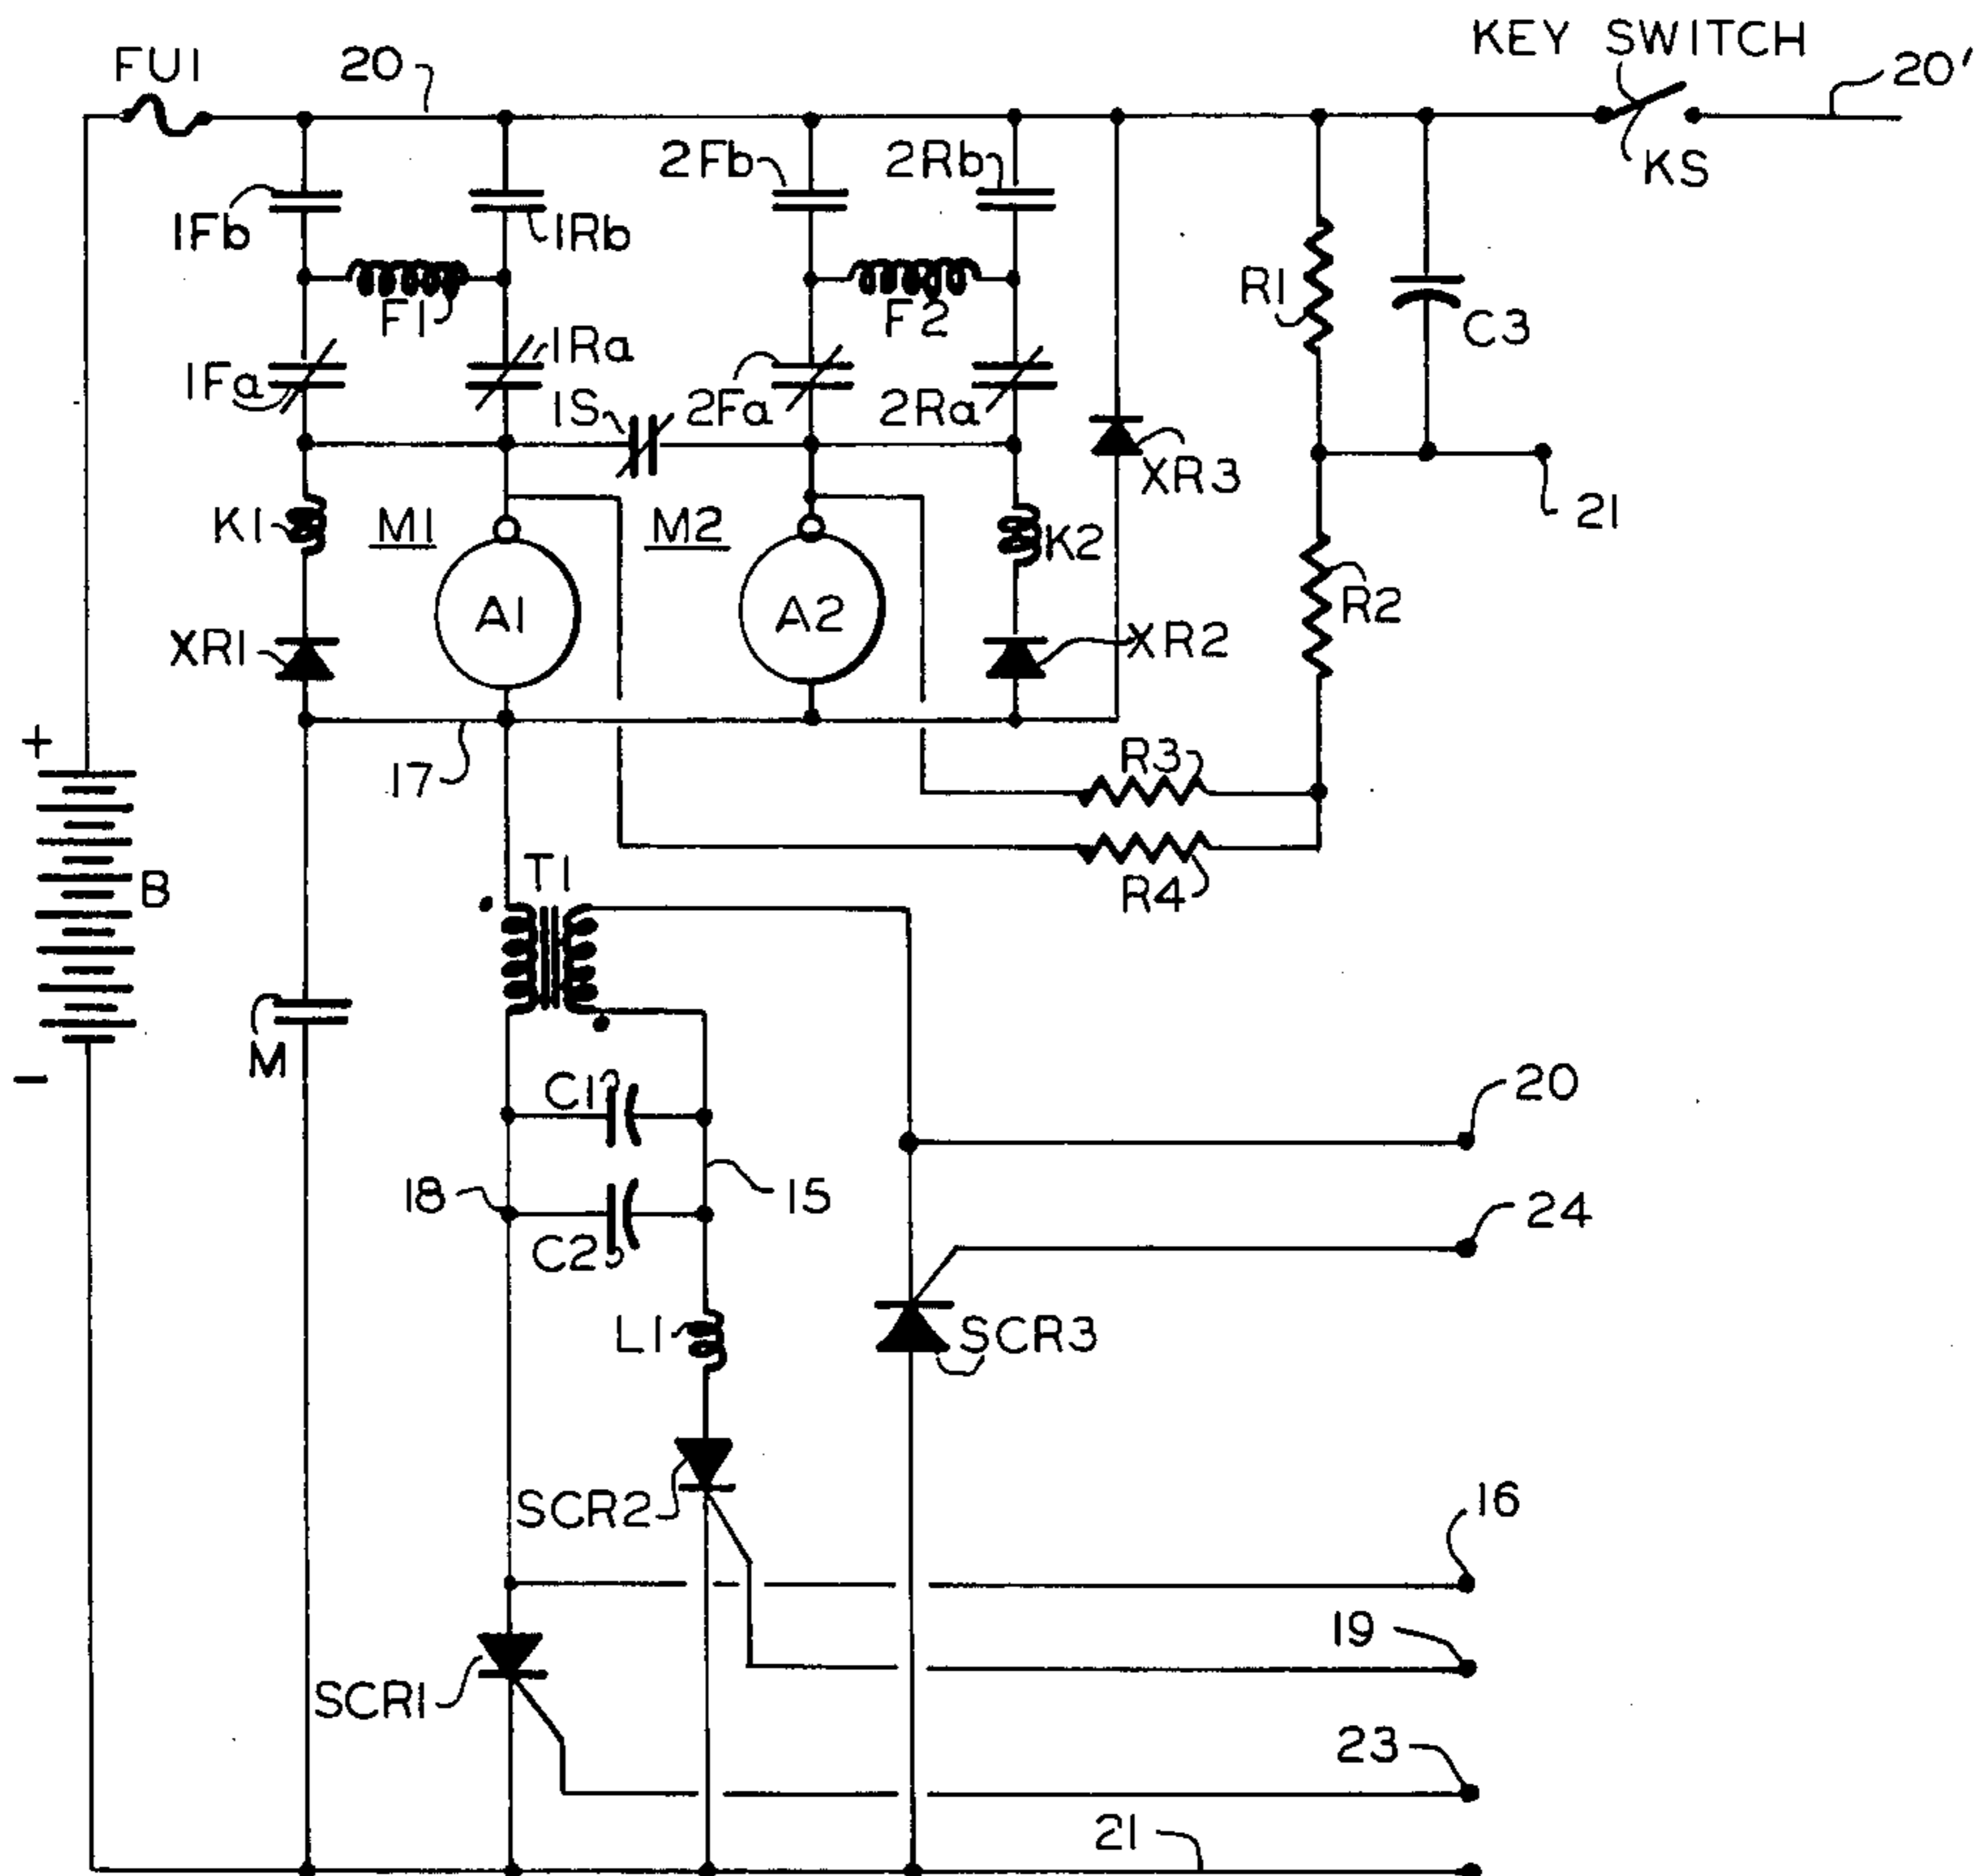 KEY SWITCH
FU1
20
20'
KS
2Fb
2Rb
1Fb
1Rb
R1
F1
F2
C3
1Ra
1Fa
1S
2Fa
2Ra
XR3
21
K1
M1
M2
K2
R2
A1
A2
XR1
XR2
+
17
R3
B
T1
R4
M
-
C1
20
18
15
24
C2
L1
SCR3
16
SCR2
19
SCR1
23
21